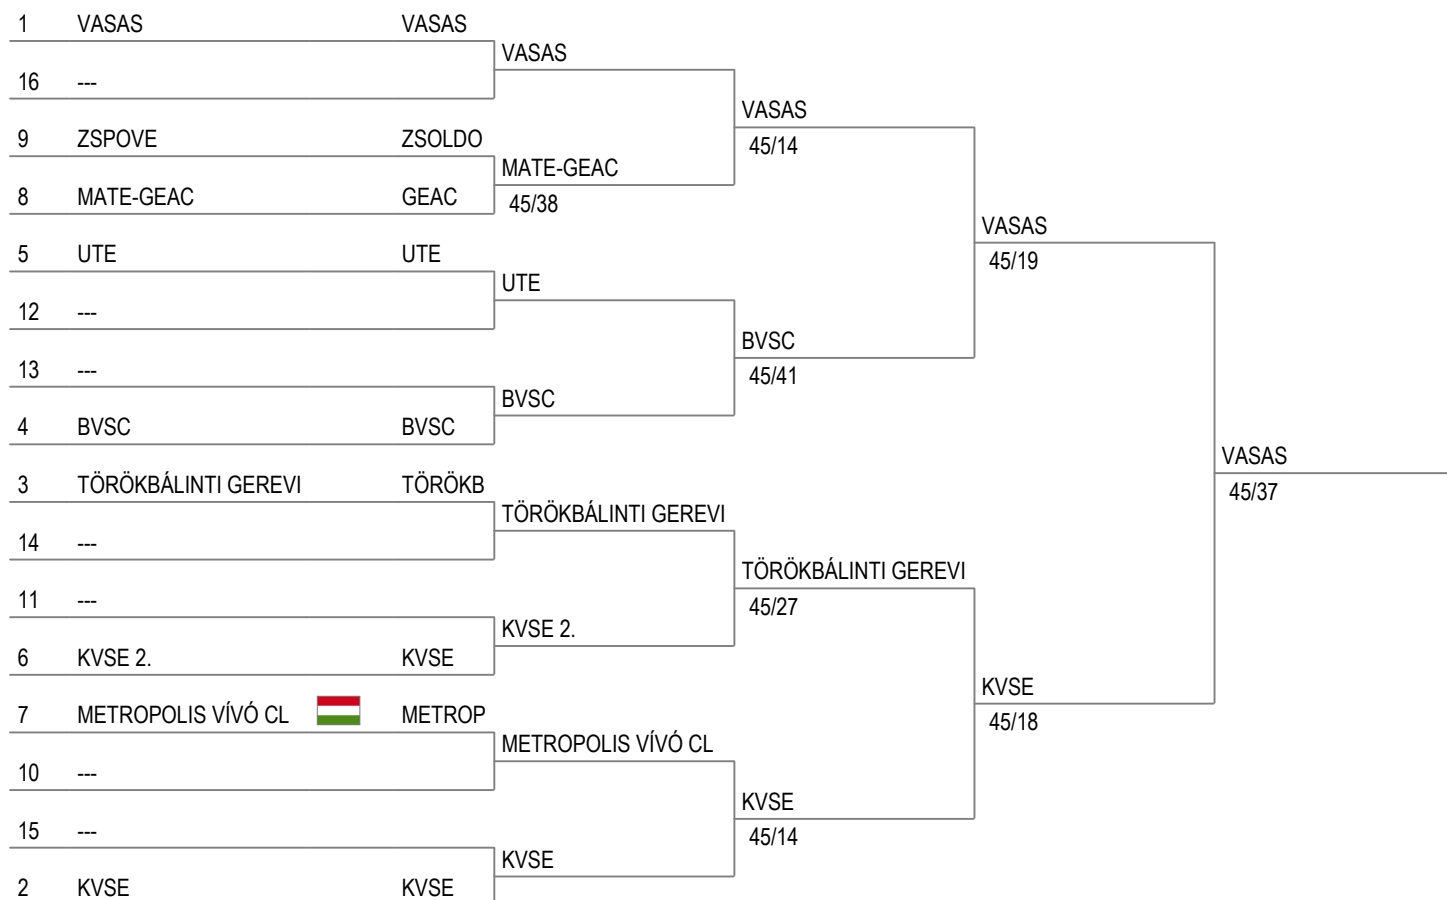 1 VASAS VASAS
VASAS
16 ---
VASAS
45/14
9 ZSPOVE ZSOLDO
MATE-GEAC
45/38
8 MATE-GEAC GEAC
VASAS
45/19
5 UTE UTE
UTE
12 ---
BVSC
45/41
13 ---
BVSC
4 BVSC BVSC
VASAS
45/37
3 TÖRÖKBÁLINTI GEREVI TÖRÖKB
TÖRÖKBÁLINTI GEREVI
14 ---
TÖRÖKBÁLINTI GEREVI
45/27
11 ---
KVSE 2.
6 KVSE 2. KVSE
KVSE
45/18
7 METROPOLIS VÍVÓ CL METROP
METROPOLIS VÍVÓ CL
10 ---
KVSE
45/14
15 ---
KVSE
2 KVSE KVSE